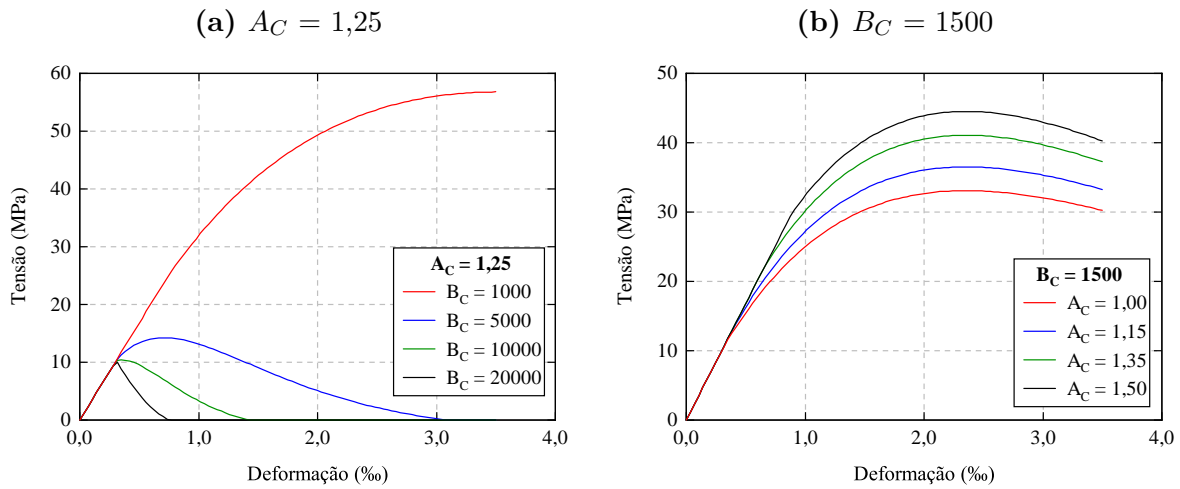 (a) A_C = 1,25
60
50
40
30
20
10
0
0,0 1,0 2,0 3,0 4,0
Tensão (MPa)
Deformação (‰)
A_C = 1,25
B_C = 1000
B_C = 5000
B_C = 10000
B_C = 20000
(b) B_C = 1500
50
40
30
20
10
0
0,0 1,0 2,0 3,0 4,0
Tensão (MPa)
Deformação (‰)
B_C = 1500
A_C = 1,00
A_C = 1,15
A_C = 1,35
A_C = 1,50